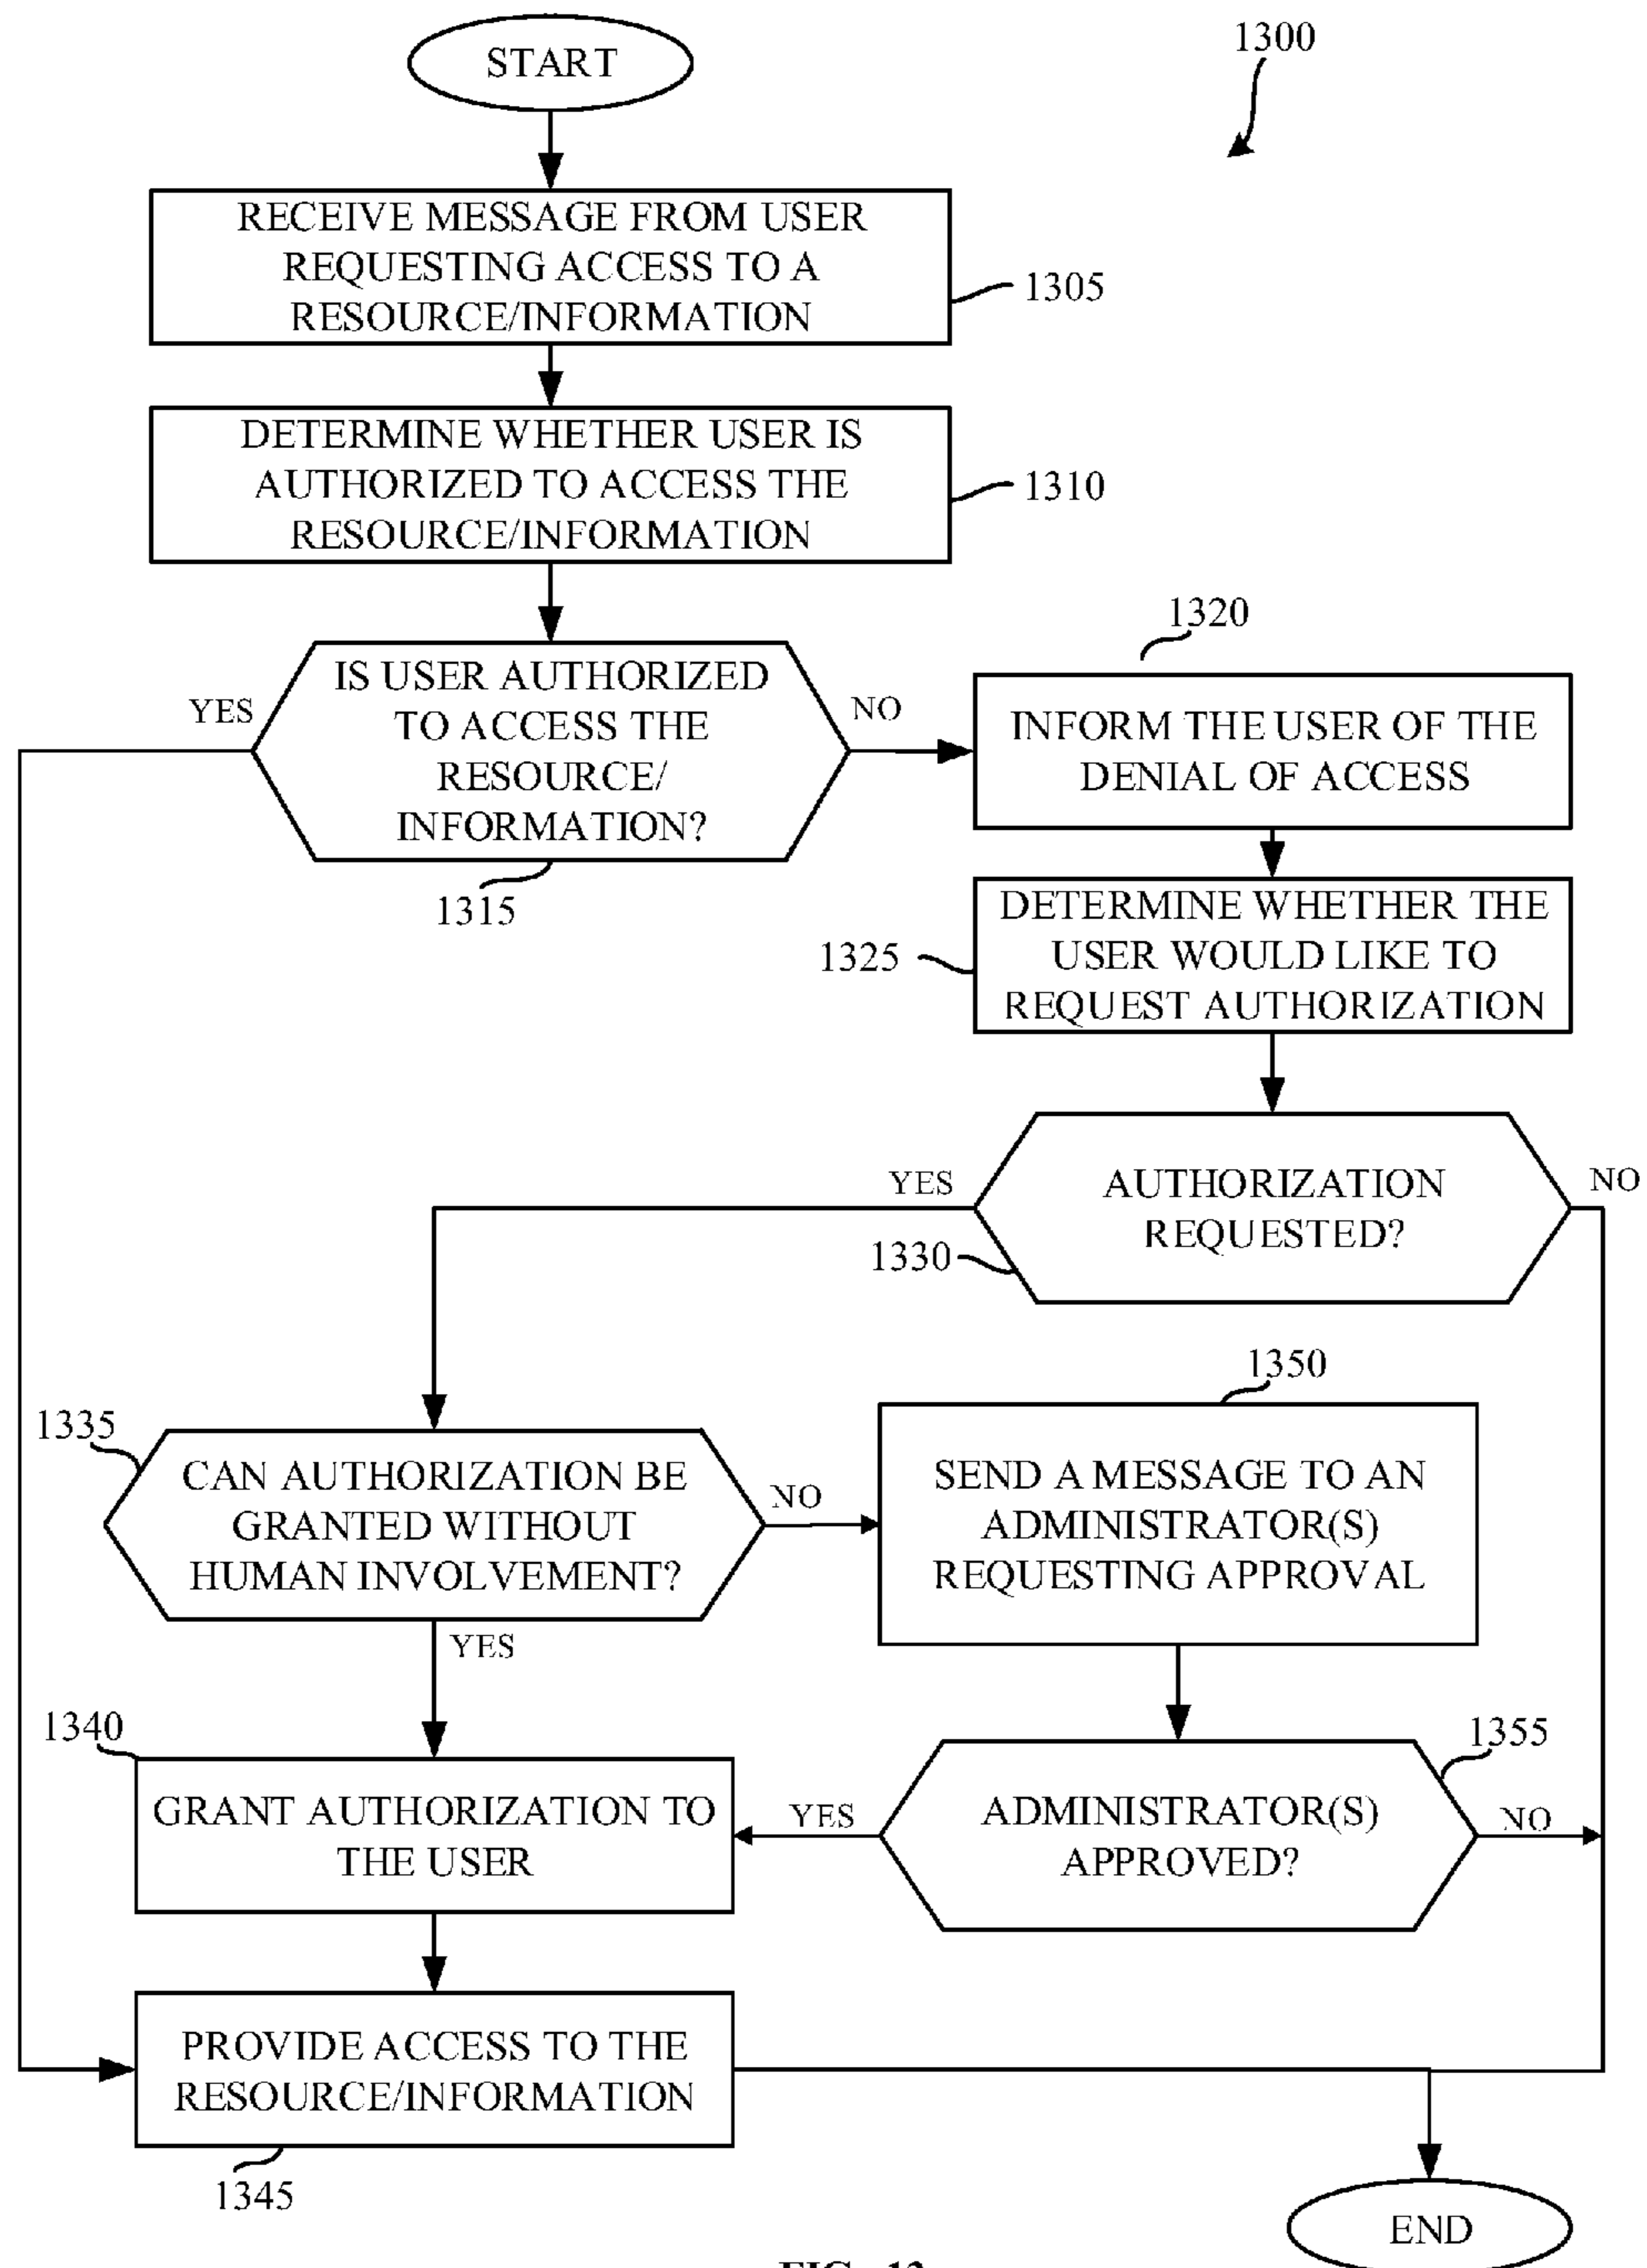 START
1300
RECEIVE MESSAGE FROM USER
REQUESTING ACCESS TO A
RESOURCE/INFORMATION
1305
DETERMINE WHETHER USER IS
AUTHORIZED TO ACCESS THE
RESOURCE/INFORMATION
1310
IS USER AUTHORIZED
TO ACCESS THE
RESOURCE/
INFORMATION?
YES
NO
1315
1320
INFORM THE USER OF THE
DENIAL OF ACCESS
DETERMINE WHETHER THE
USER WOULD LIKE TO
REQUEST AUTHORIZATION
1325
YES
AUTHORIZATION
REQUESTED?
NO
1330
1335
CAN AUTHORIZATION BE
GRANTED WITHOUT
HUMAN INVOLVEMENT?
NO
YES
1350
SEND A MESSAGE TO AN
ADMINISTRATOR(S)
REQUESTING APPROVAL
1340
GRANT AUTHORIZATION TO
THE USER
YES
ADMINISTRATOR(S)
APPROVED?
1355
NO
PROVIDE ACCESS TO THE
RESOURCE/INFORMATION
1345
END